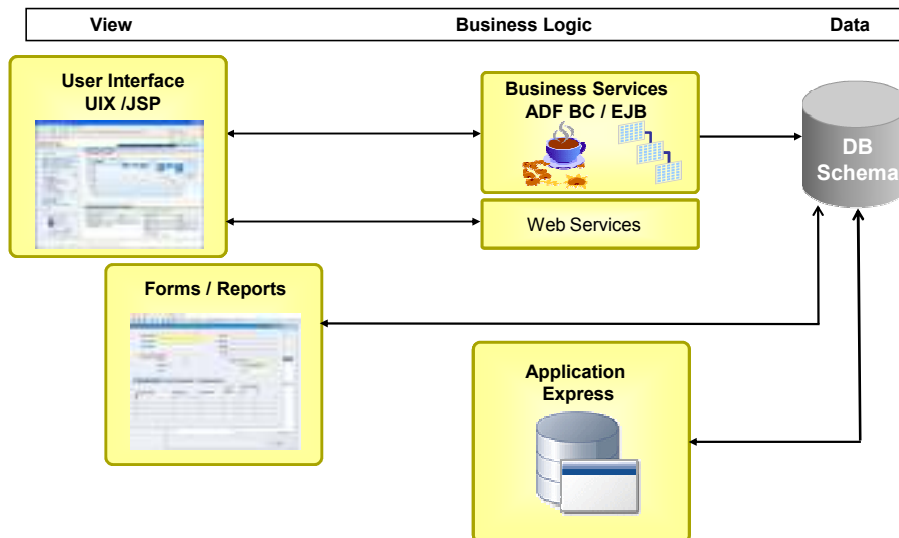 View Business Logic Data
User Interface
UIX /JSP
Business Services
ADF BC / EJB
DB
Schema
Web Services
Forms / Reports
Application
Express